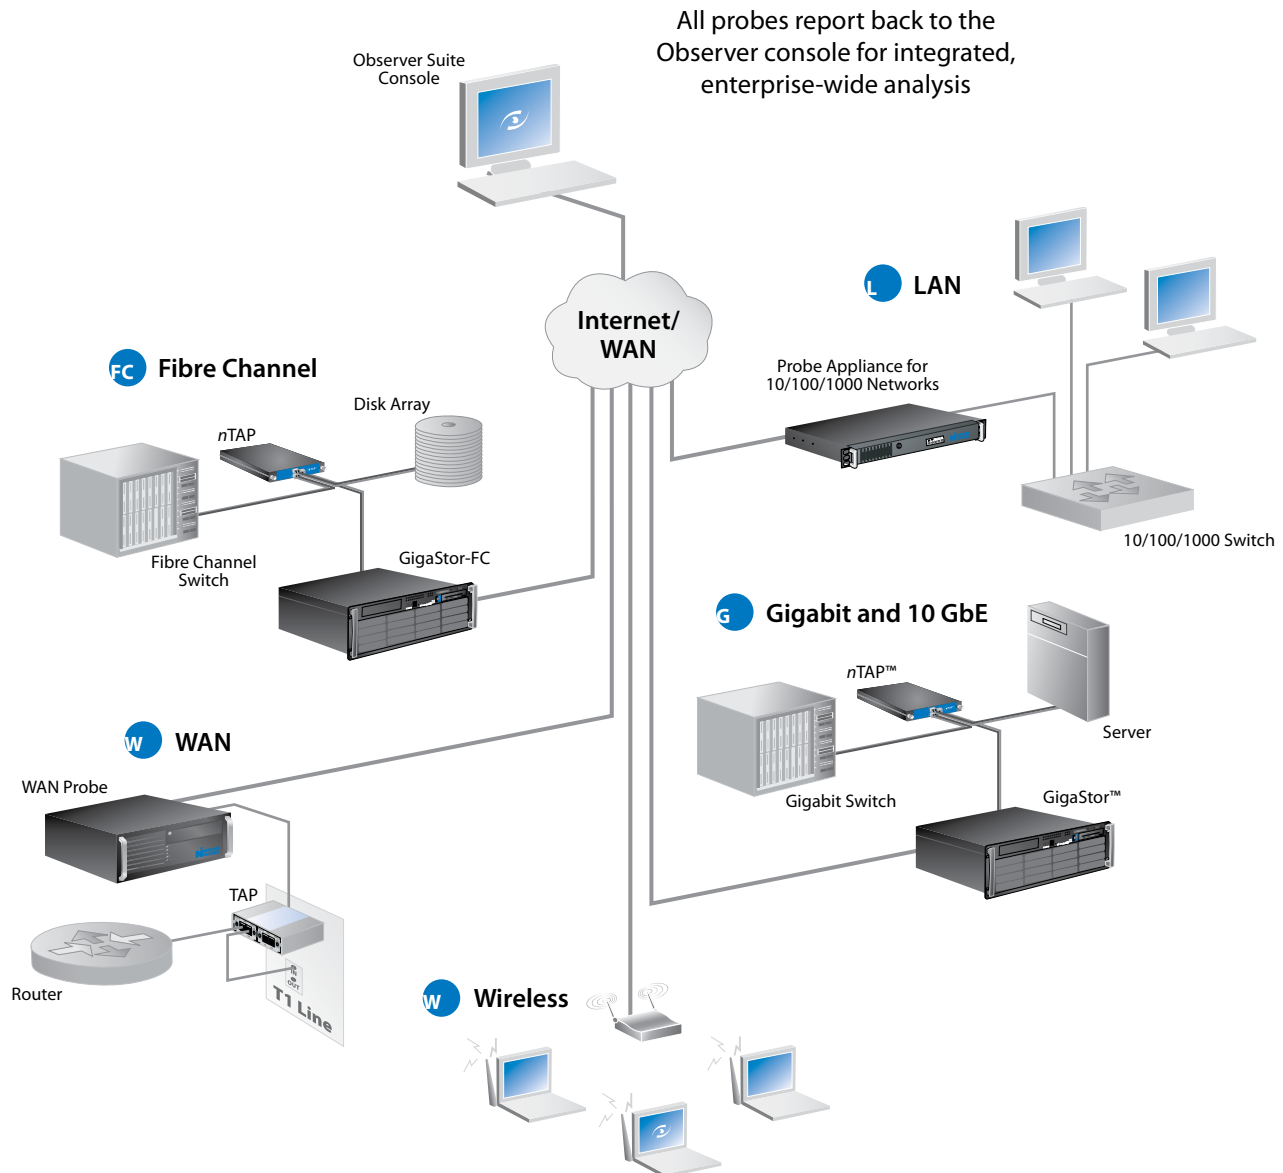 All probes report back to the
Observer console for integrated,
enterprise-wide analysis
Observer Suite
Console
L LAN
Internet/
WAN
Probe Appliance for
10/100/1000 Networks
FC Fibre Channel
Disk Array
nTAP
Fibre Channel
Switch
GigaStor-FC
10/100/1000 Switch
G Gigabit and 10 GbE
nTAP™
Server
Gigabit Switch
GigaStor™
W WAN
WAN Probe
TAP
IN
OUT
T1 Line
Router
W Wireless